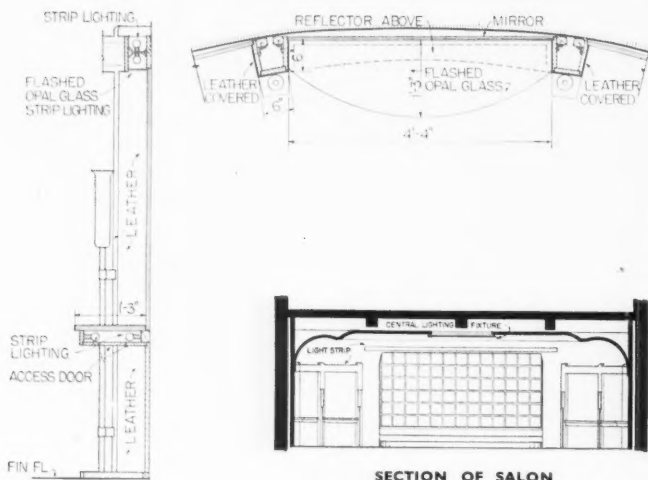 STRIP LIGHTING
FLASHED
OPAL GLASS
STRIP LIGHTING
LEATHER
1'-3"
STRIP
LIGHTING
ACCESS DOOR
LEATHER
FIN FL
REFLECTOR ABOVE
MIRROR
LEATHER
COVERED
6"
6"
FLASHED
OPAL GLASS
1'-3"
LEATHER
COVERED
4'-4"
CENTRAL LIGHTING FIXTURE
LIGHT STRIP
SECTION OF SALON